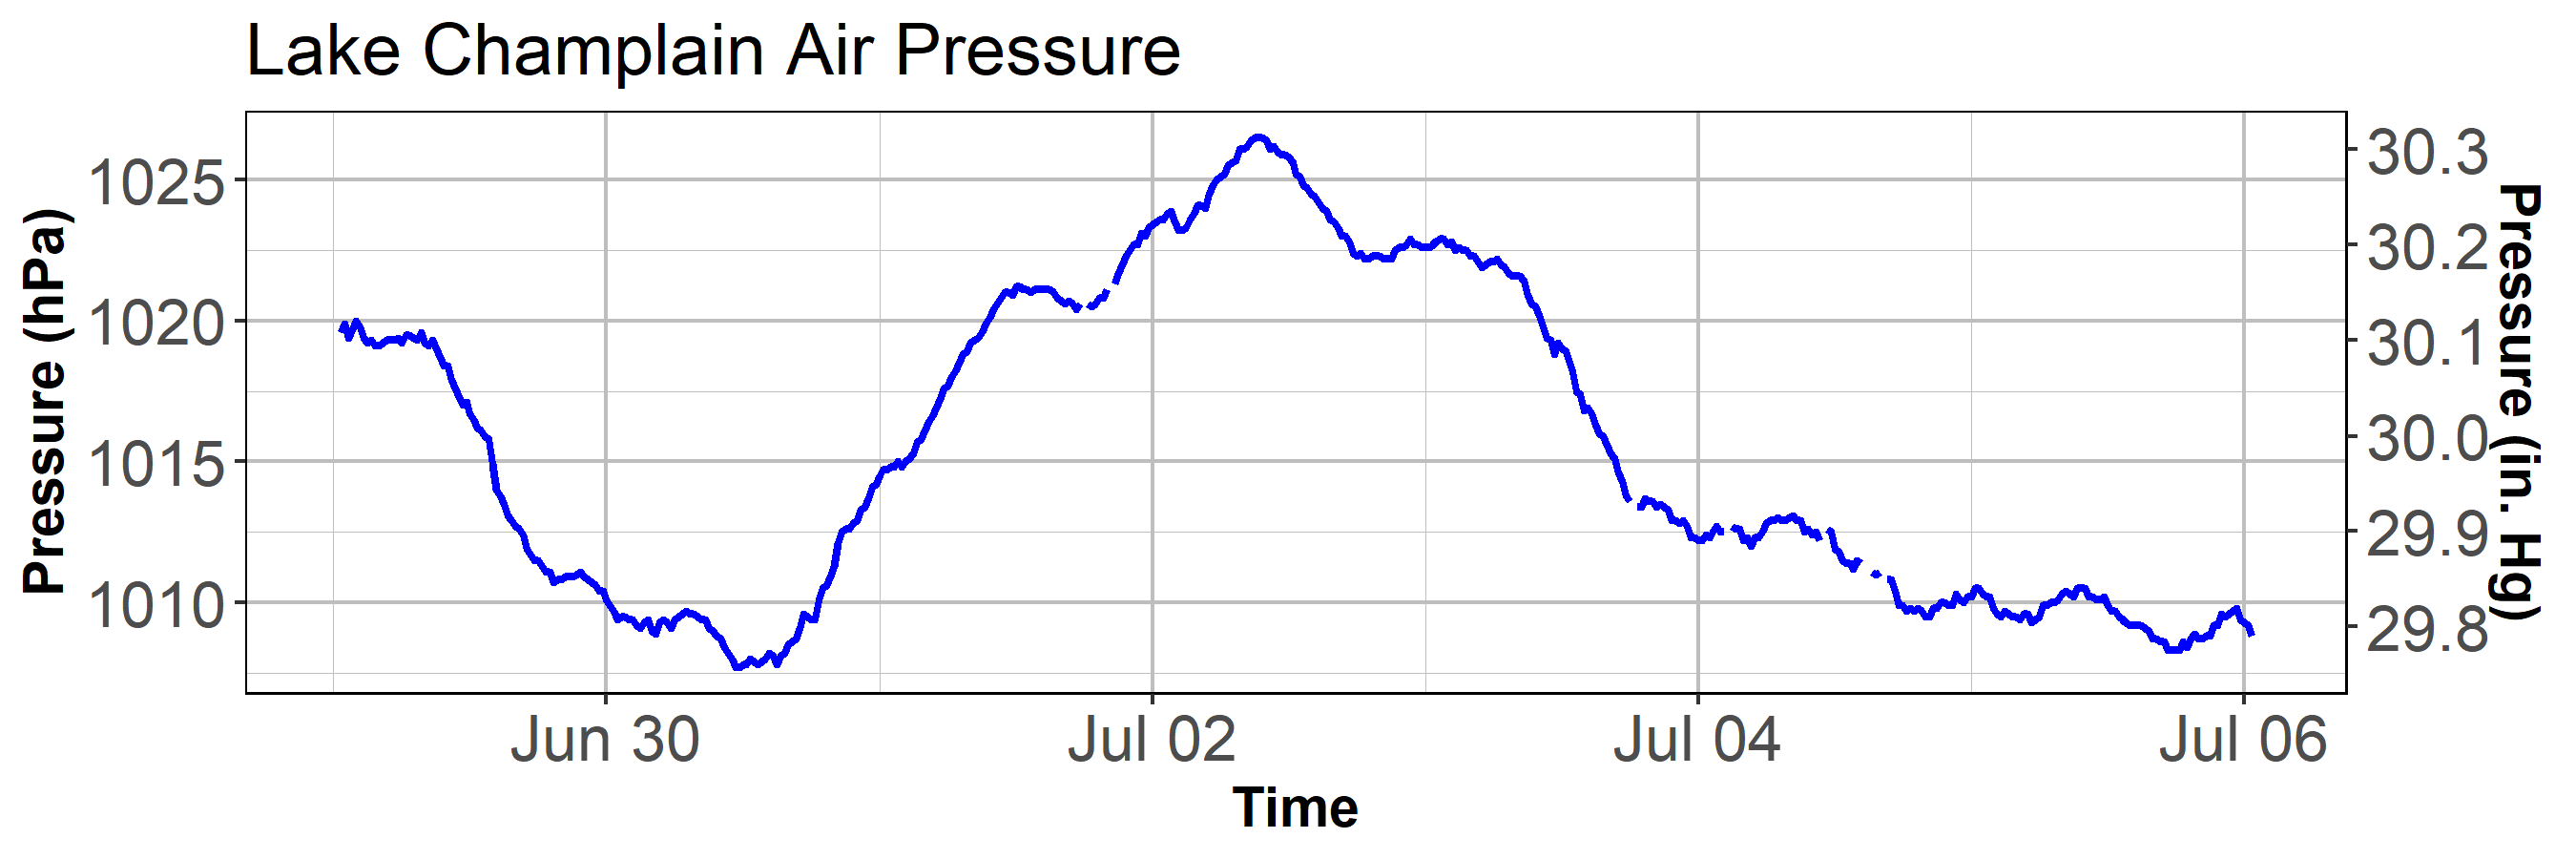 Lake Champlain Air Pressure
Pressure (hPa)
1025
1020
1015
1010
30.3
30.2
30.1
30.0
29.9
29.8
Pressure (in. Hg)
Jun 30
Jul 02
Jul 04
Jul 06
Time